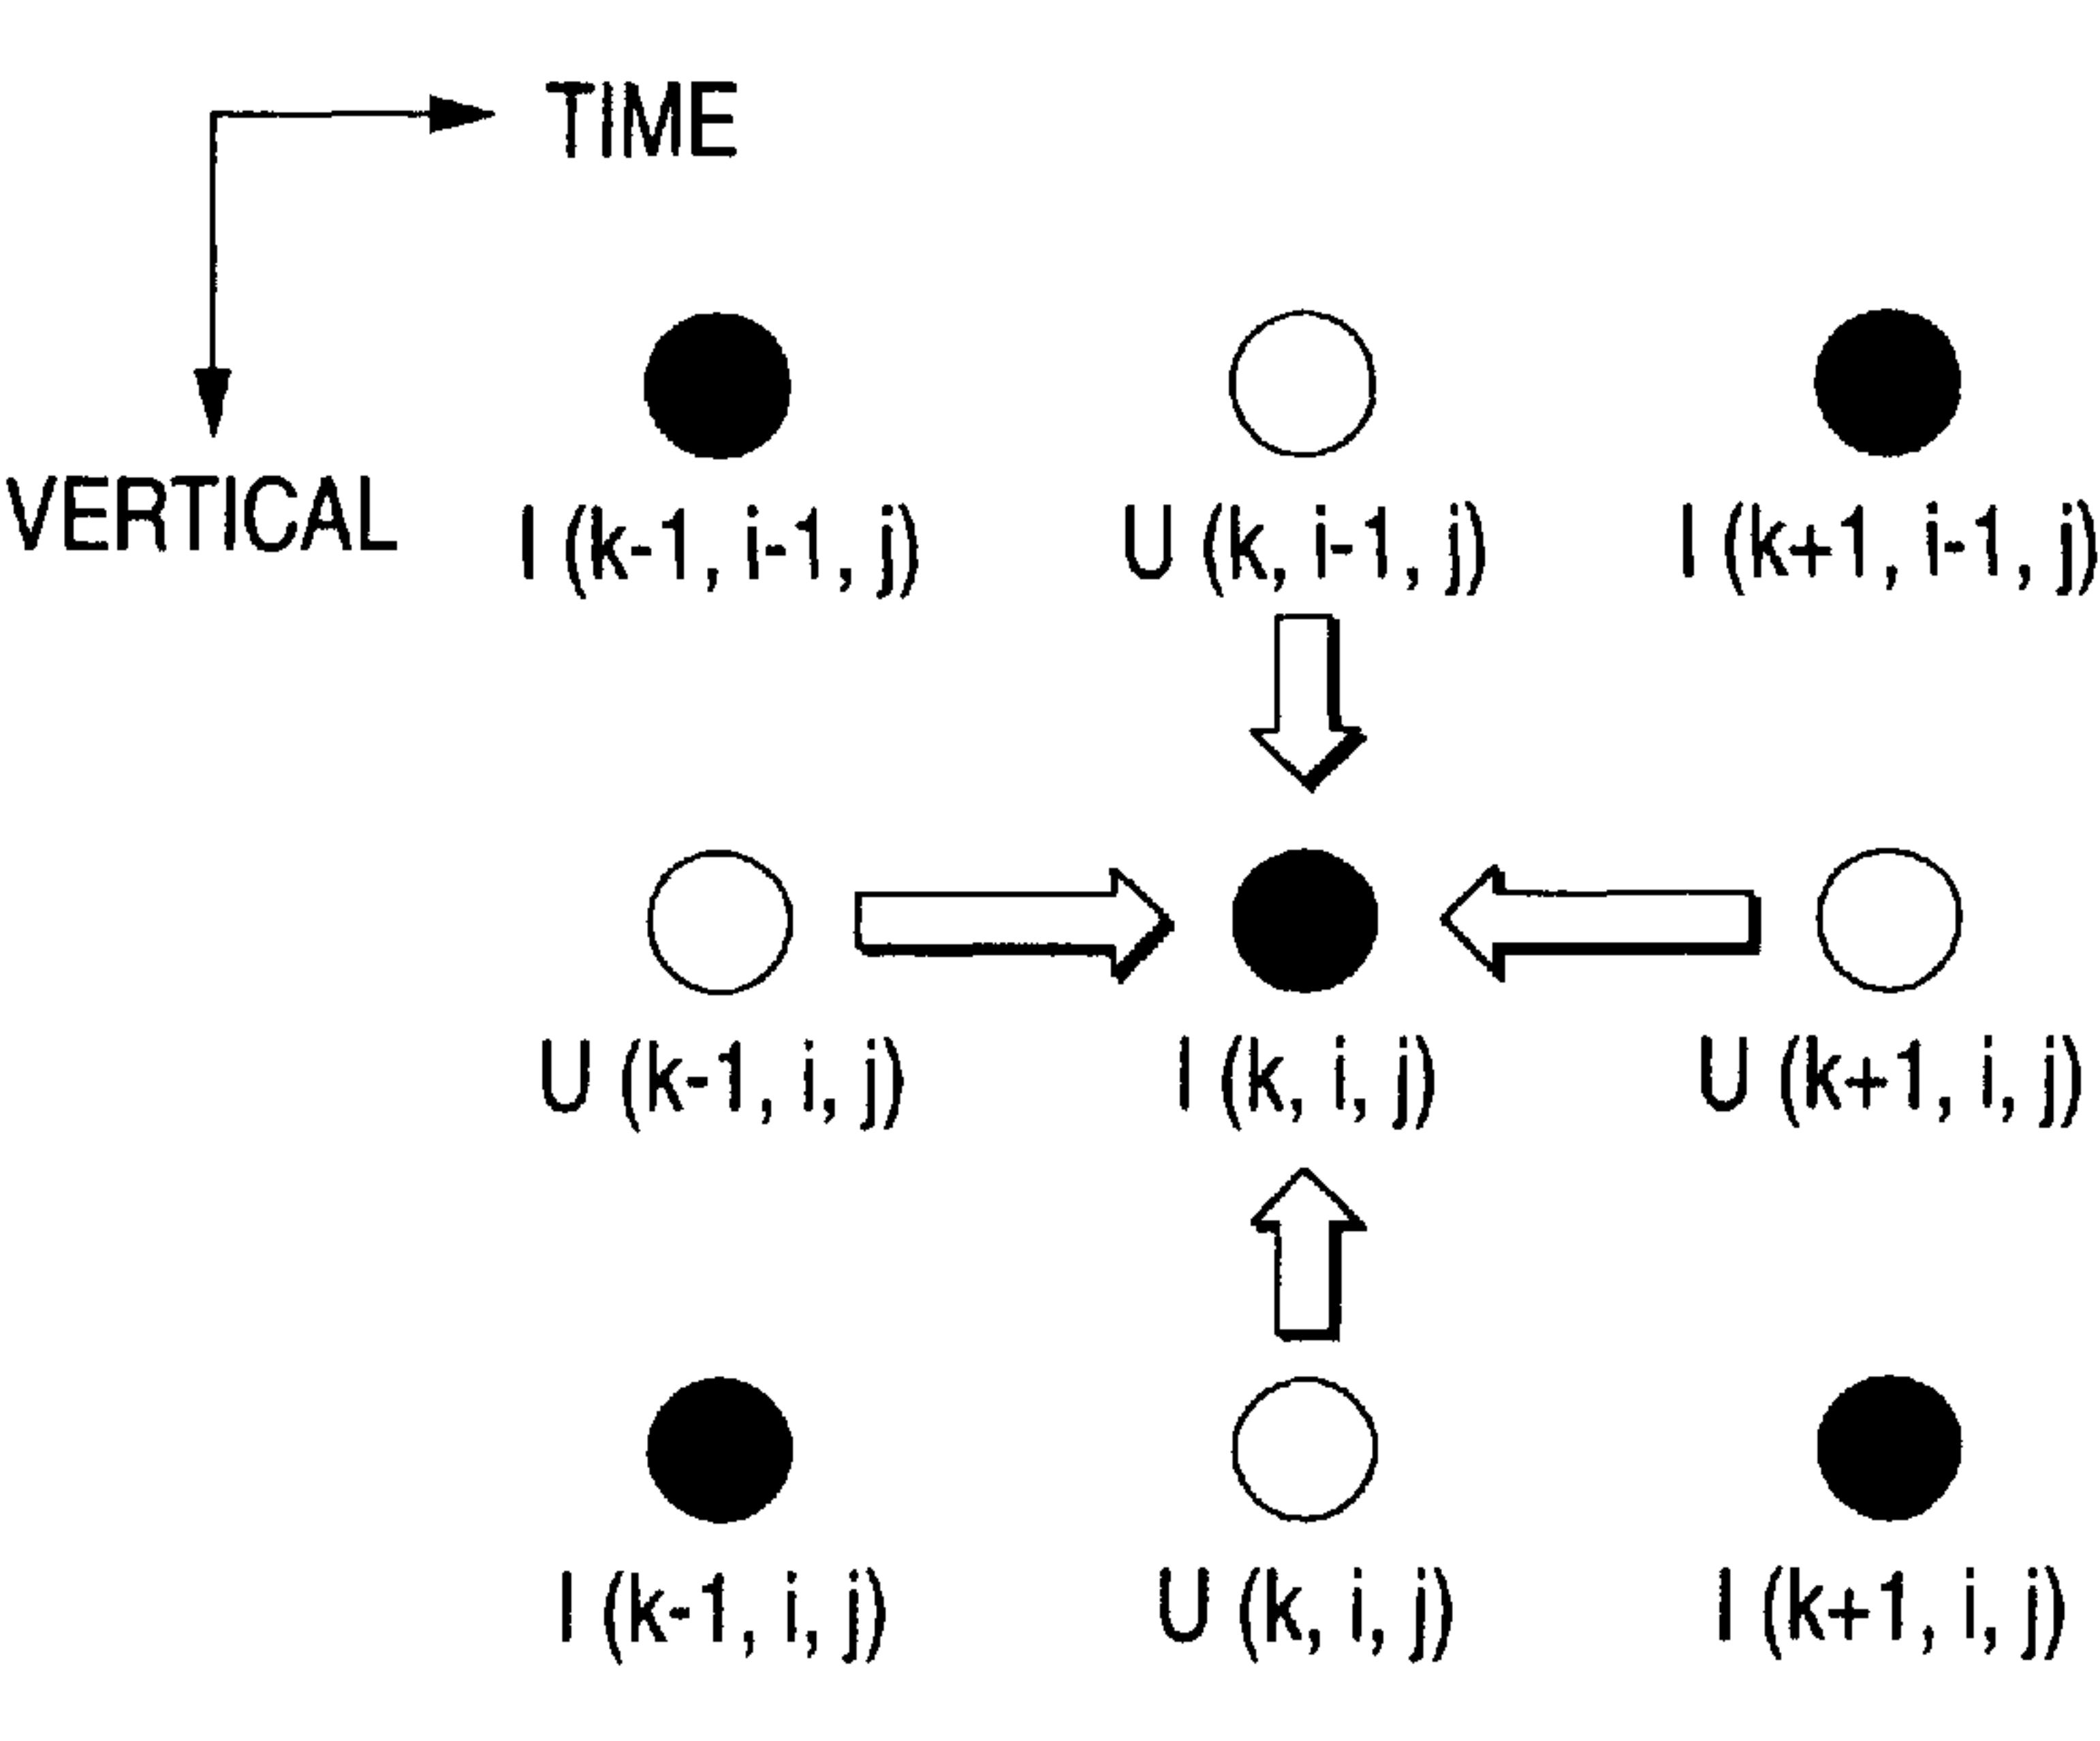 TIME
VERTICAL
I (k-1, i-1, j) U (k, i-1, j) I (k+1, i-1, j)
U (k-1, i, j) I (k, i, j) U (k+1, i, j)
I (k-1, i, j) U (k, i, j) I (k+1, i, j)